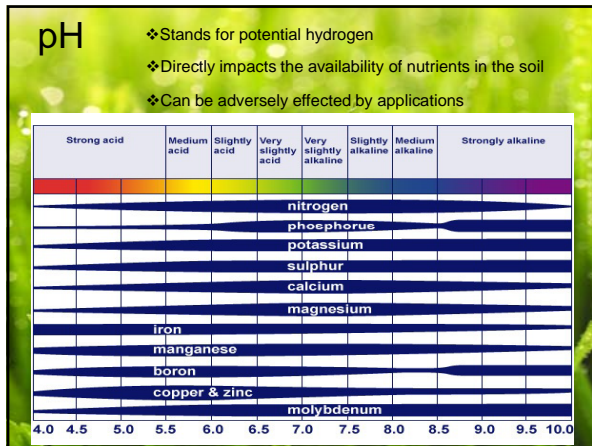 pH
❖Stands for potential hydrogen
❖Directly impacts the availability of nutrients in the soil
❖Can be adversely effected by applications
Strong acid
Medium acid
Slightly acid
Very slightly acid
Very slightly alkaline
Slightly alkaline
Medium alkaline
Strongly alkaline
nitrogen
phosphorus
potassium
sulphur
calcium
magnesium
iron
manganese
boron
copper & zinc
molybdenum
4.0 4.5 5.0 5.5 6.0 6.5 7.0 7.5 8.0 8.5 9.0 9.5 10.0